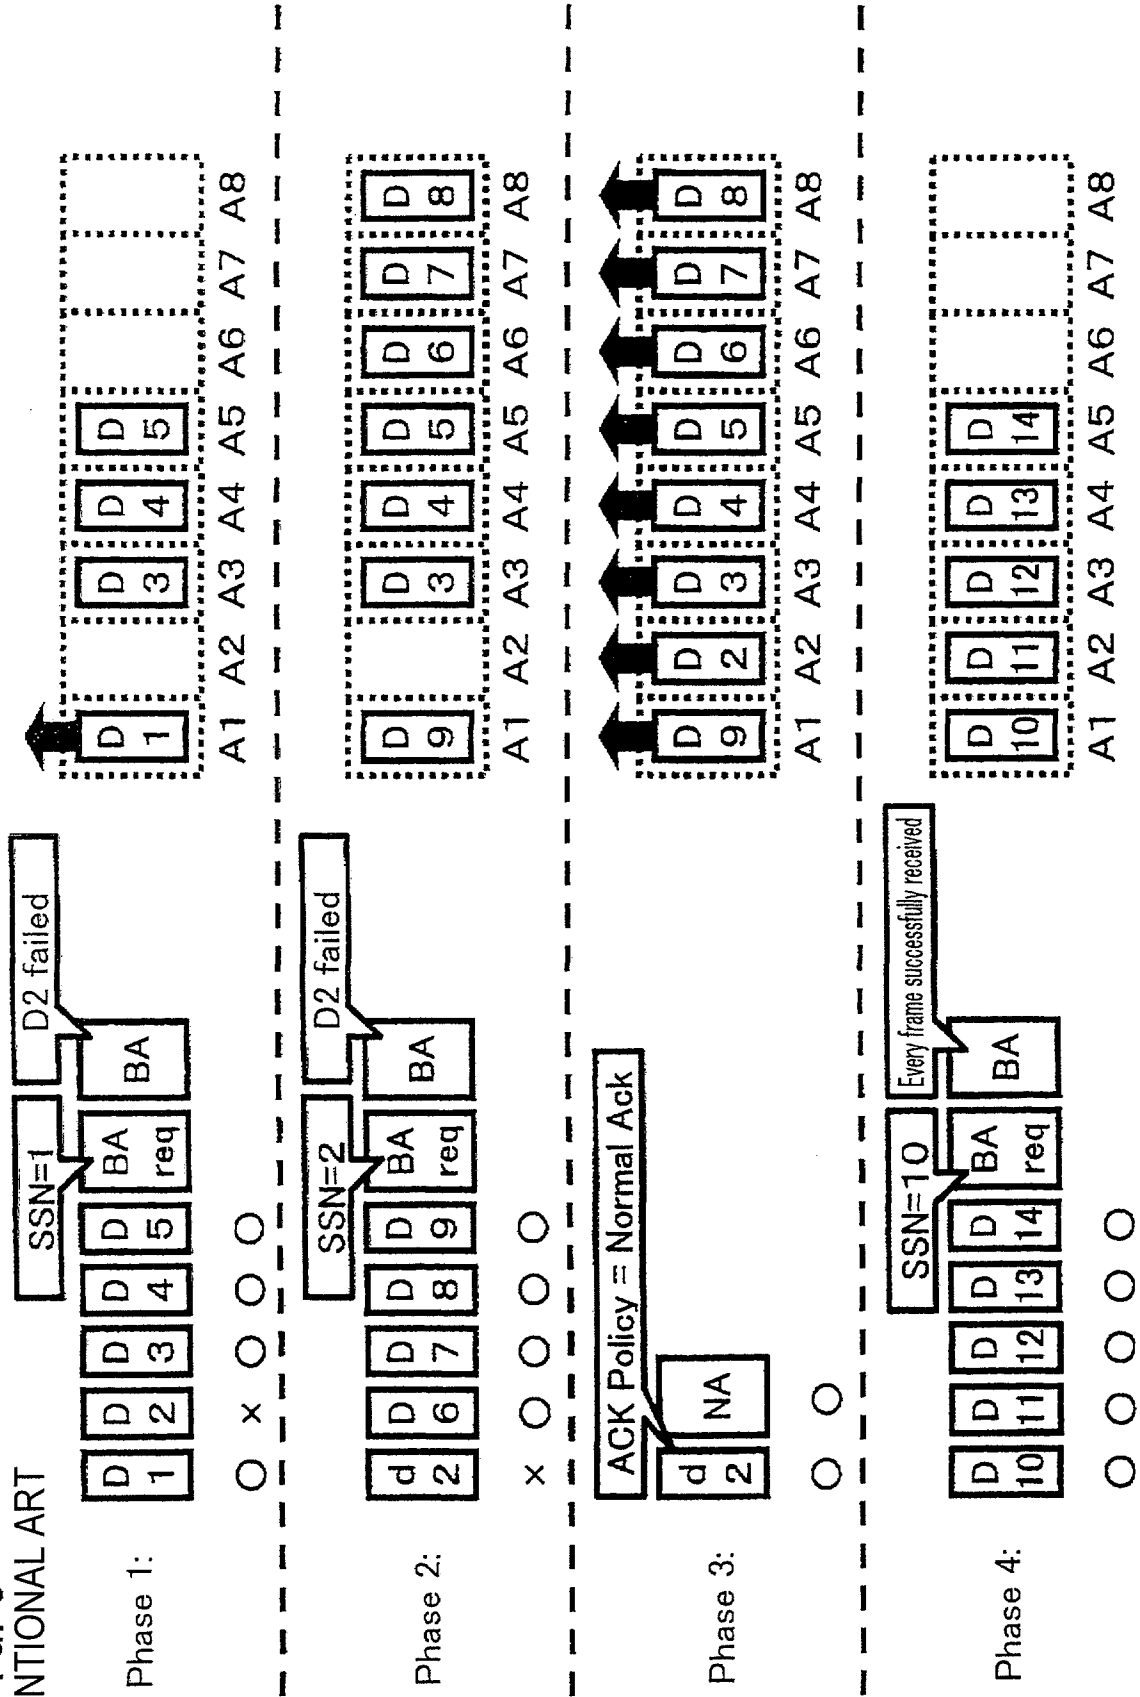 NTIONAL ART
Phase 1:
SSN=1
D2 failed
D 1
D 2
D 3
D 4
D 5
BA req
BA
○ × ○ ○ ○
D 1
D 3
D 4
D 5
A1 A2 A3 A4 A5 A6 A7 A8
Phase 2:
SSN=2
D2 failed
d 2
D 6
D 7
D 8
D 9
BA req
BA
× ○ ○ ○ ○
D 9
D 3
D 4
D 5
D 6
D 7
D 8
A1 A2 A3 A4 A5 A6 A7 A8
Phase 3:
ACK Policy = Normal Ack
d 2
NA
○ ○
D 9
D 2
D 3
D 4
D 5
D 6
D 7
D 8
A1 A2 A3 A4 A5 A6 A7 A8
Phase 4:
SSN=10
Every frame successfully received
D 10
D 11
D 12
D 13
D 14
BA req
BA
○ ○ ○ ○ ○
D 10
D 11
D 12
D 13
D 14
A1 A2 A3 A4 A5 A6 A7 A8